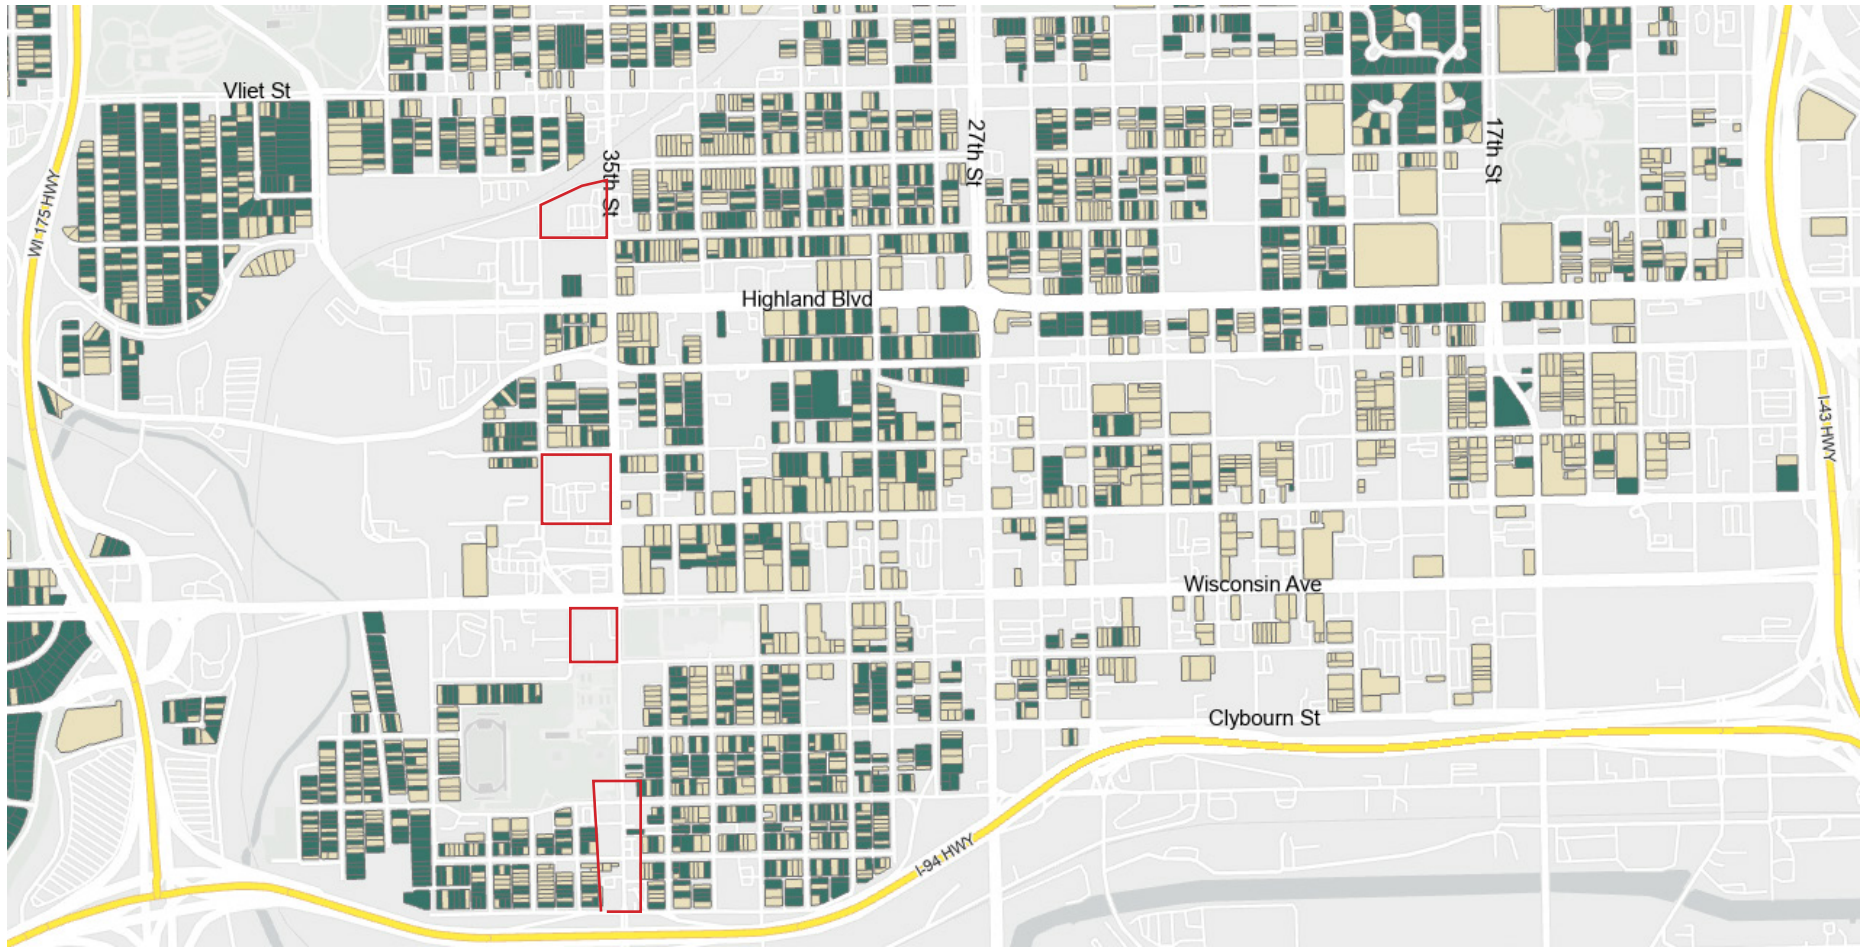 Vliet St
35th St
27th St
17th St
WI 175 HWY
Highland Blvd
I-43 HWY
Wisconsin Ave
Clybourn St
I-94 HWY